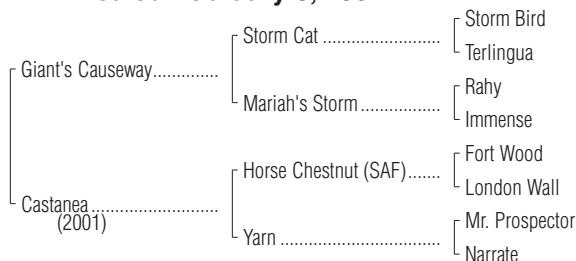 Storm Bird
Storm Cat
Terlingua
Giant's Causeway
Rahy
Mariah's Storm
Immense
Fort Wood
Horse Chestnut (SAF)
London Wall
Castanea
(2001)
Mr. Prospector
Yarn
Narrate